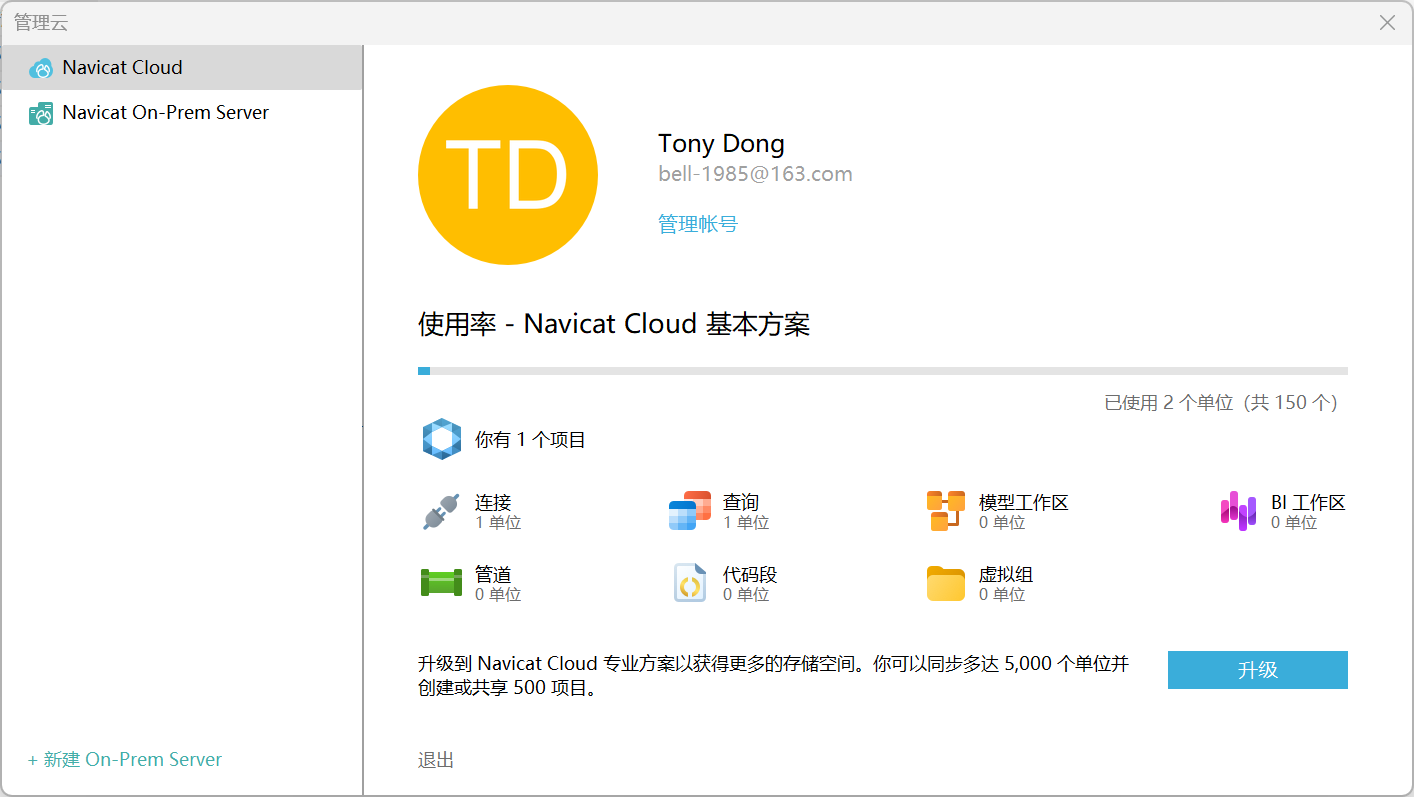 管理云
Navicat Cloud
Navicat On-Prem Server
TD
Tony Dong
bell-1985@163.com
管理帐号
使用率 - Navicat Cloud 基本方案
已使用 2 个单位（共 150 个）
你有 1 个项目
连接
1 单位
查询
1 单位
模型工作区
0 单位
BI 工作区
0 单位
管道
0 单位
代码段
0 单位
虚拟组
0 单位
升级到 Navicat Cloud 专业方案以获得更多的存储空间。你可以同步多达 5,000 个单位并
创建或共享 500 项目。
升级
+ 新建 On-Prem Server
退出